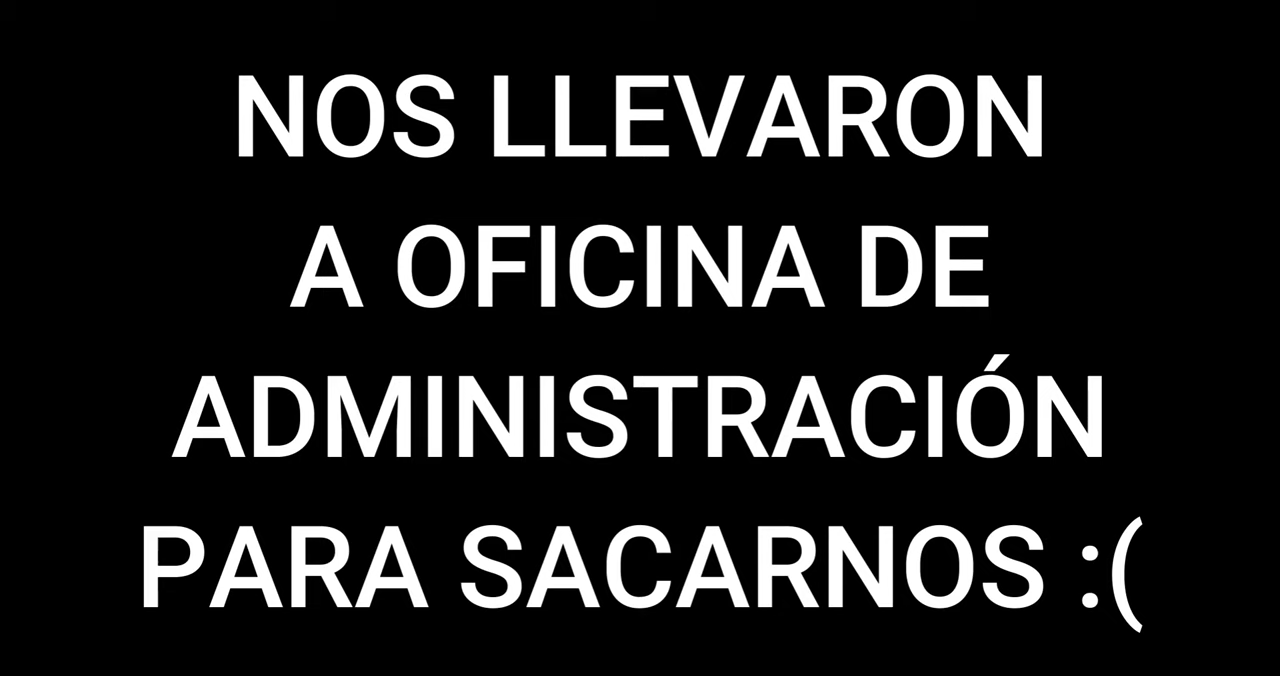 NOS LLEVARON
A OFICINA DE
ADMINISTRACIÓN
PARA SACARNOS :(